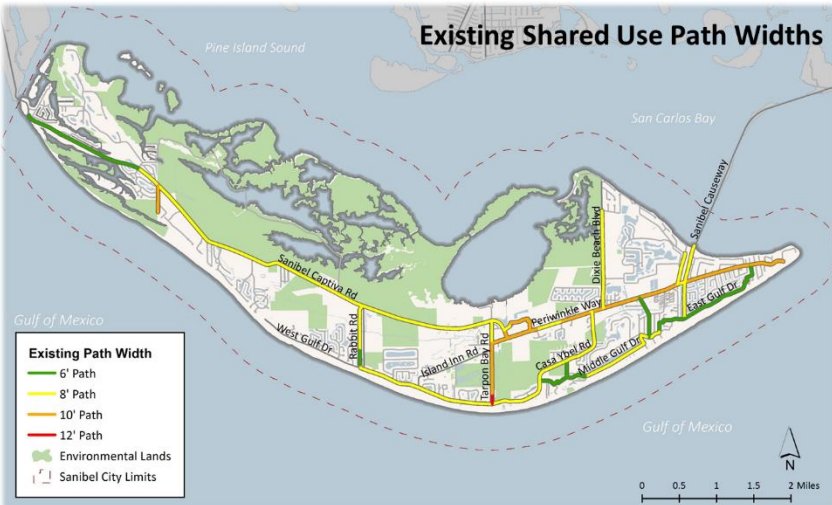 Existing Shared Use Path Widths
Pine Island Sound
San Carlos Bay
Sanibel Causeway
Dixie Beach Blvd
Sanibel Captiva Rd
Periwinkle Way
East Gulf Dr
Gulf of Mexico
West Gulf Dr
Rabbit Rd
Island Inn Rd
Tarpon Bay Rd
Casa Ybel Rd
Middle Gulf Dr
Gulf of Mexico
Existing Path Width
6' Path
8' Path
10' Path
12' Path
Environmental Lands
Sanibel City Limits
N
0 0.5 1 1.5 2 Miles